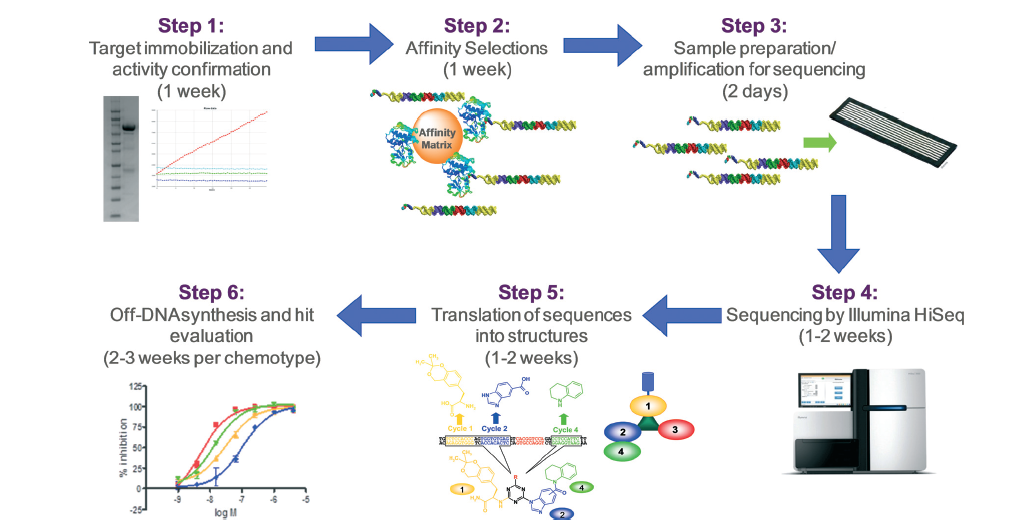 Step 1:
Target immobilization and
activity confirmation
(1 week)
Step 2:
Affinity Selections
(1 week)
Affinity
Matrix
Step 3:
Sample preparation/
amplification for sequencing
(2 days)
Step 4:
Sequencing by Illumina HiSeq
(1-2 weeks)
Step 5:
Translation of sequences
into structures
(1-2 weeks)
Cycle 1
Cycle 2
Cycle 4
1
2
3
4
1
4
2
Step 6:
Off-DNAsynthesis and hit
evaluation
(2-3 weeks per chemotype)
% inhibition
125
100
75
50
25
0
-25
-9
-8
-7
-6
-5
log M